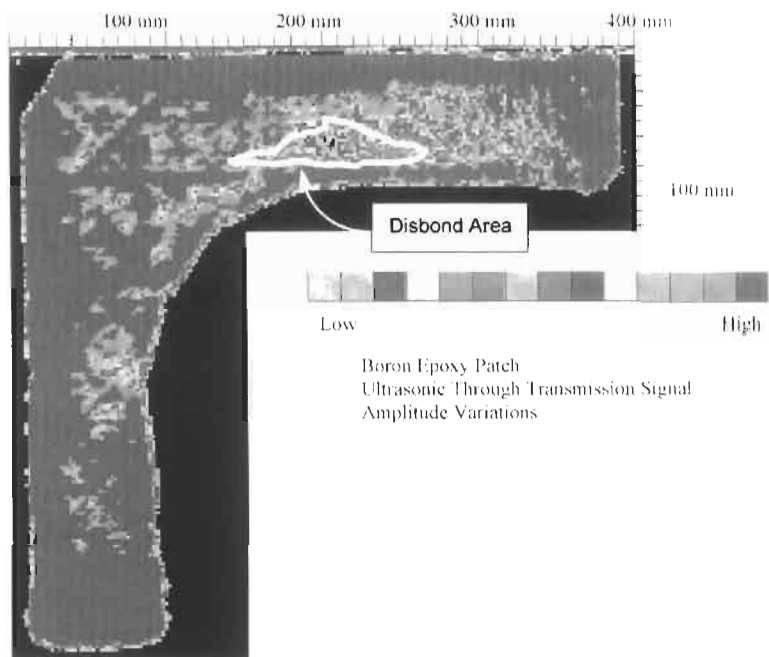 100 mm 200 mm 300 mm 400 mm
100 mm
Disbond Area
Low High
Boron Epoxy Patch
Ultrasonic Through Transmission Signal
Amplitude Variations